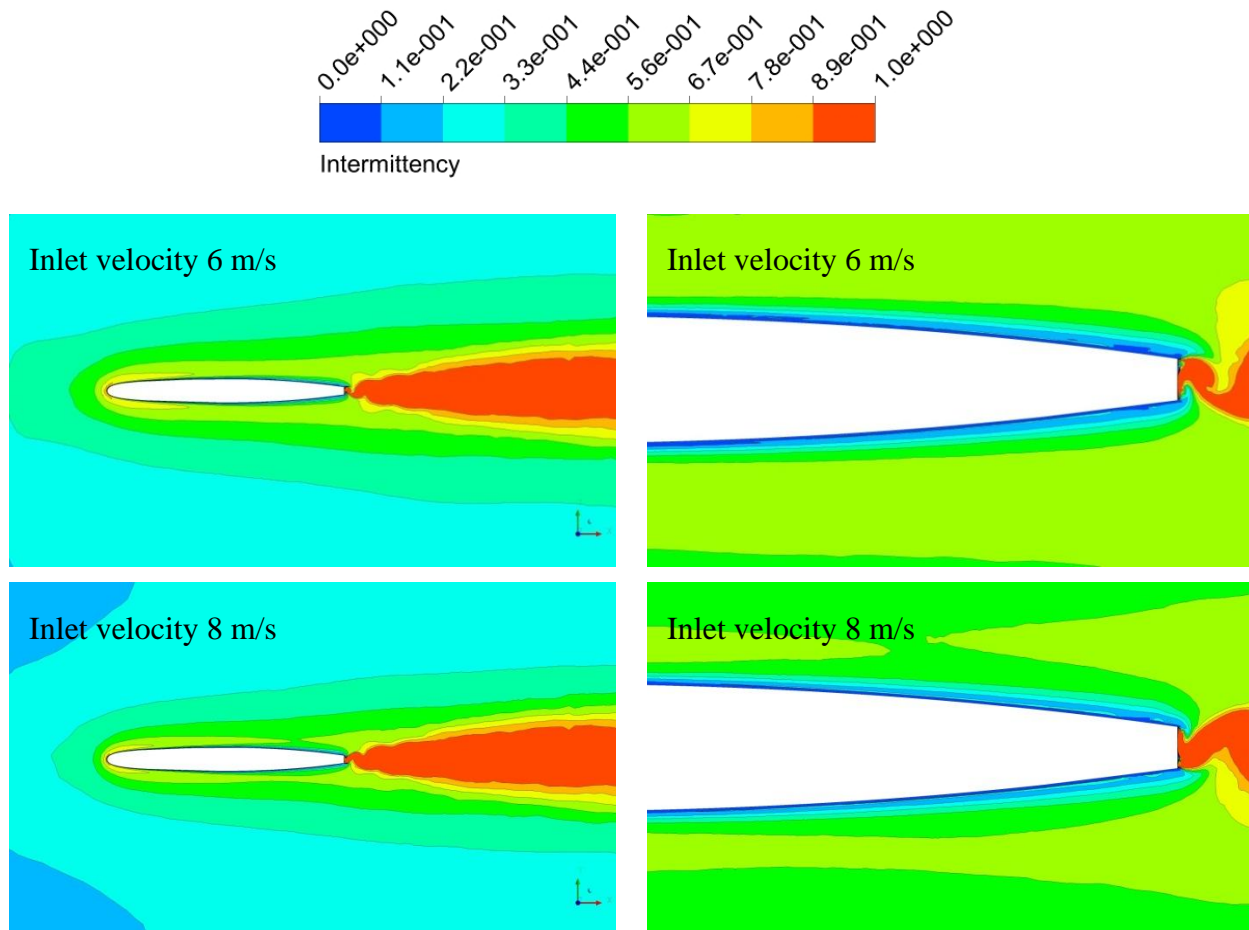 0.0e+000
1.1e-001
2.2e-001
3.3e-001
4.4e-001
5.6e-001
6.7e-001
7.8e-001
8.9e-001
1.0e+000
Intermittency
Inlet velocity 6 m/s
Inlet velocity 6 m/s
Inlet velocity 8 m/s
Inlet velocity 8 m/s